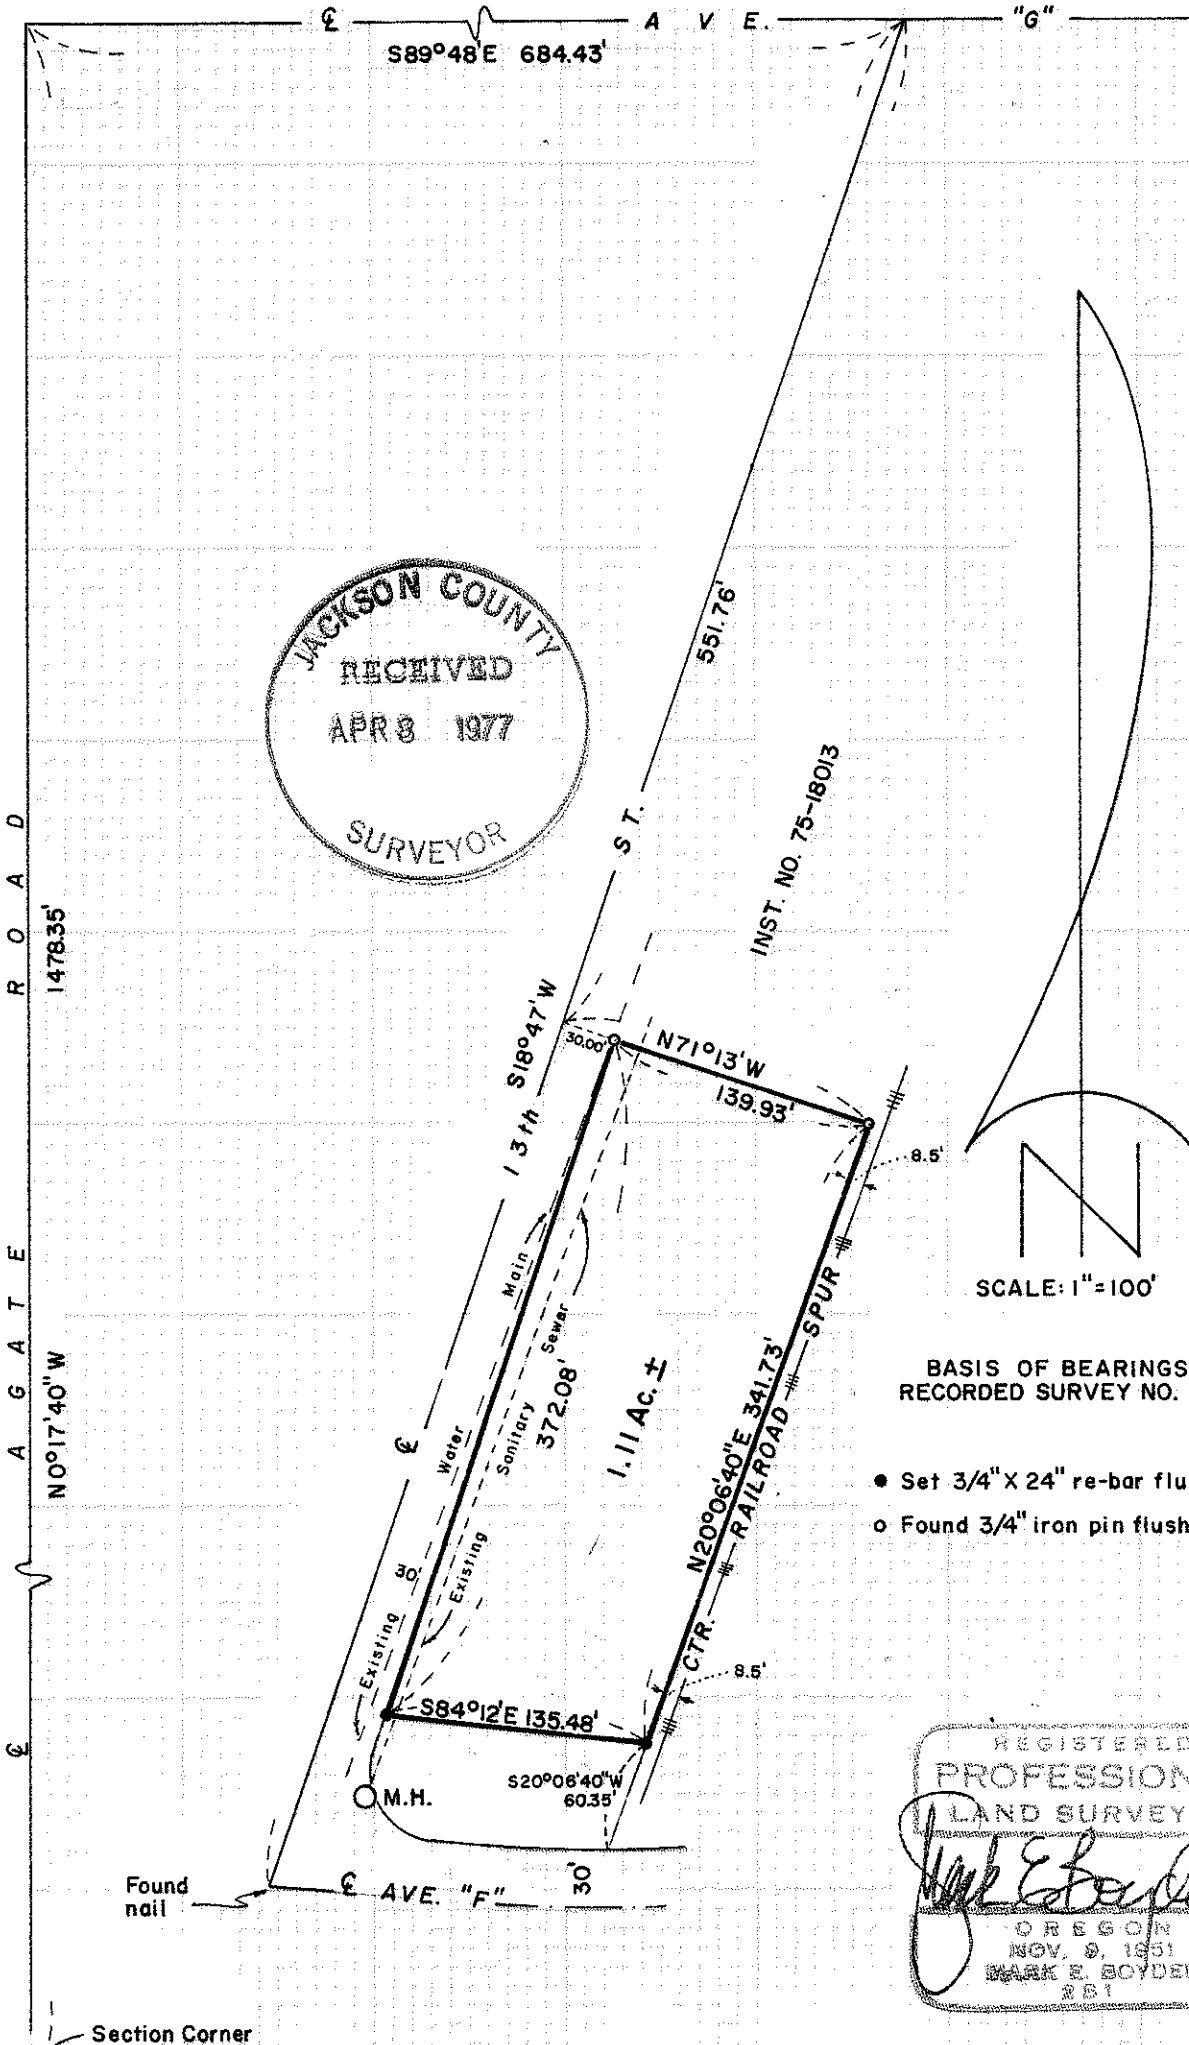 ℄ AVE. "G"
S89°48'E 684.43'
JACKSON COUNTY
RECEIVED
APR 8 1977
SURVEYOR
551.76'
INST. NO. 75-18013
AGATE ROAD
1478.35'
N0°17'40"W
℄
13th ST.
S18°47'W
℄
30.00'
N71°13'W
139.93'
8.5'
Existing Water Main
Existing Sanitary Sewer
372.08'
1.11 Ac. ±
N20°06'40"E 341.73'
CTR. RAILROAD SPUR
30'
8.5'
S84°12'E 135.48'
S20°06'40"W
60.35'
M.H.
Found
nail
℄ AVE. "F"
30'
Section Corner
N
SCALE: 1"=100'
BASIS OF BEARINGS
RECORDED SURVEY NO.
Set 3/4" X 24" re-bar flu
Found 3/4" iron pin flush
REGISTERED
PROFESSION
LAND SURVEY
Mark E Boyd
OREGON
NOV. 9, 1951
MARK E. BOYDE
281